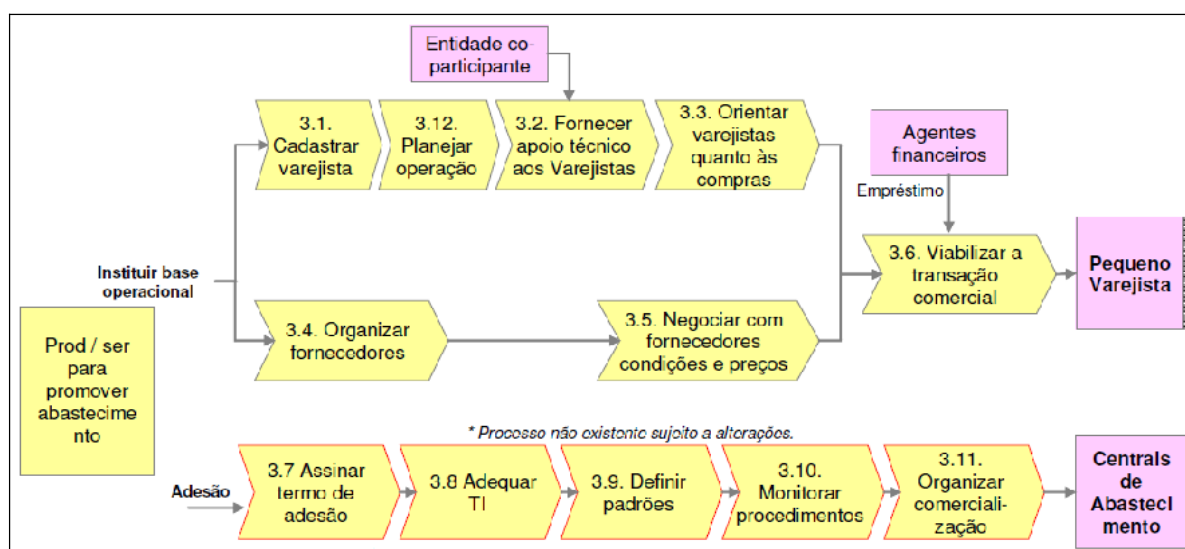 Entidade co-
participante
3.1.
Cadastrar
varejista
3.12.
Planejar
operação
3.2. Fornecer
apoio técnico
aos Varejistas
3.3. Orientar
varejistas
quanto às
compras
Agentes
financeiros
Empréstimo
Instituir base
operacional
3.4. Organizar
fornecedores
3.5. Negociar com
fornecedores
condições e preços
3.6. Viabilizar a
transação
comercial
Pequeno
Varejista
Prod / ser
para
promover
abastecime
nto
* Processo não existente sujeito a alterações.
Adesão
3.7 Assinar
termo de
adesão
3.8 Adequar
TI
3.9. Definir
padrões
3.10.
Monitorar
procedimentos
3.11.
Organizar
comerciali-
zação
Centrais
de
Abasteci
mento